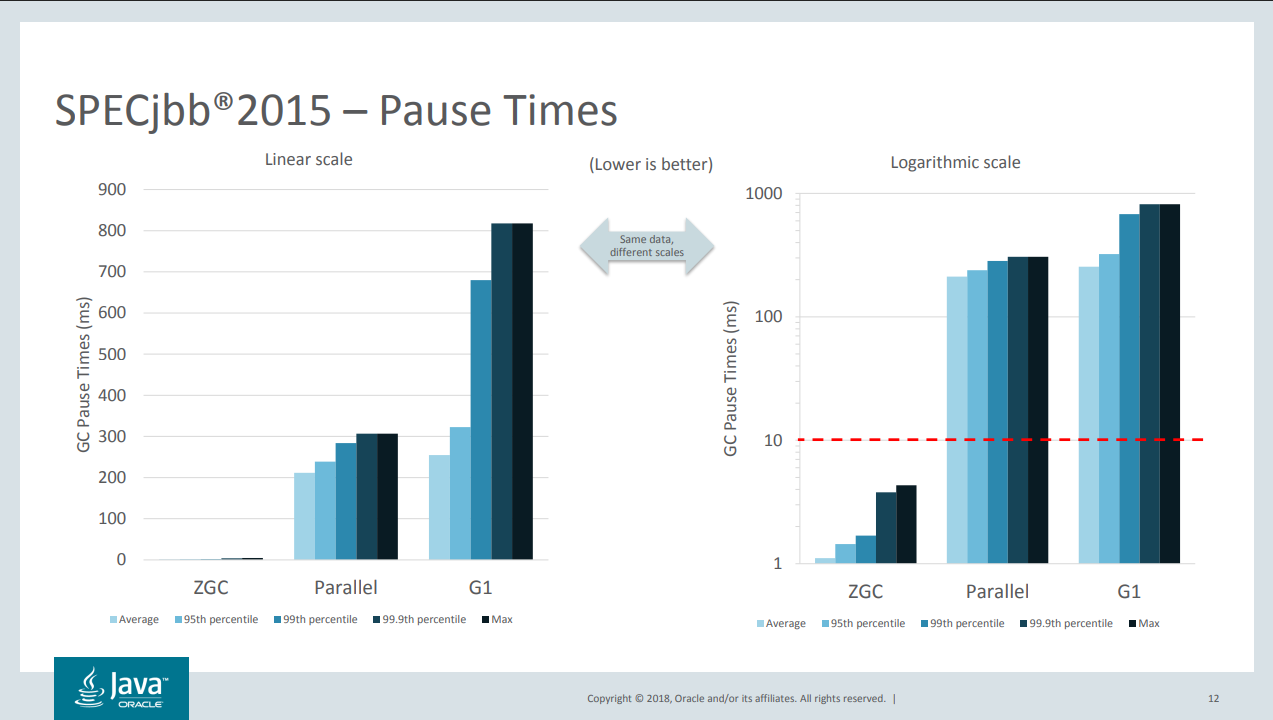 SPECjbb®2015 – Pause Times
Linear scale
(Lower is better)
Logarithmic scale
Same data,
different scales
GC Pause Times (ms)
900
800
700
600
500
400
300
200
100
0
ZGC Parallel G1
Average 95th percentile 99th percentile 99.9th percentile Max
GC Pause Times (ms)
1000
100
10
1
ZGC Parallel G1
Average 95th percentile 99th percentile 99.9th percentile Max
Java™
ORACLE
Copyright © 2018, Oracle and/or its affiliates. All rights reserved. |
12